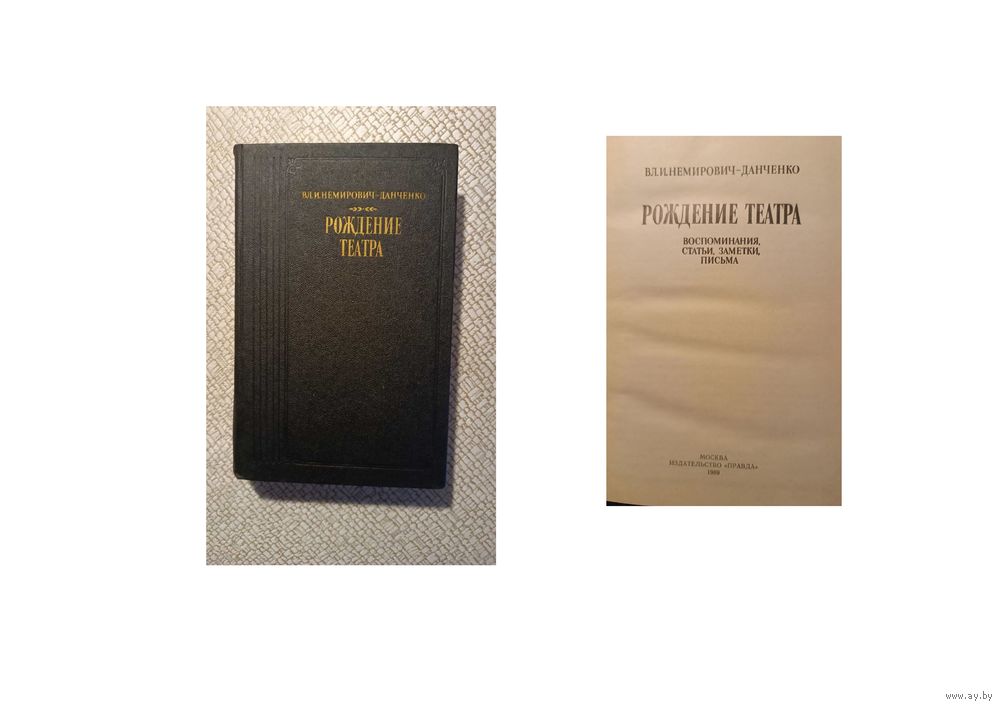 ВЛ.И.НЕМИРОВИЧ-ДАНЧЕНКО
РОЖДЕНИЕ
ТЕАТРА
ВЛ.И.НЕМИРОВИЧ-ДАНЧЕНКО
РОЖДЕНИЕ ТЕАТРА
ВОСПОМИНАНИЯ,
СТАТЬИ, ЗАМЕТКИ,
ПИСЬМА
МОСКВА
ИЗДАТЕЛЬСТВО «ПРАВДА»
1989
www.ay.by